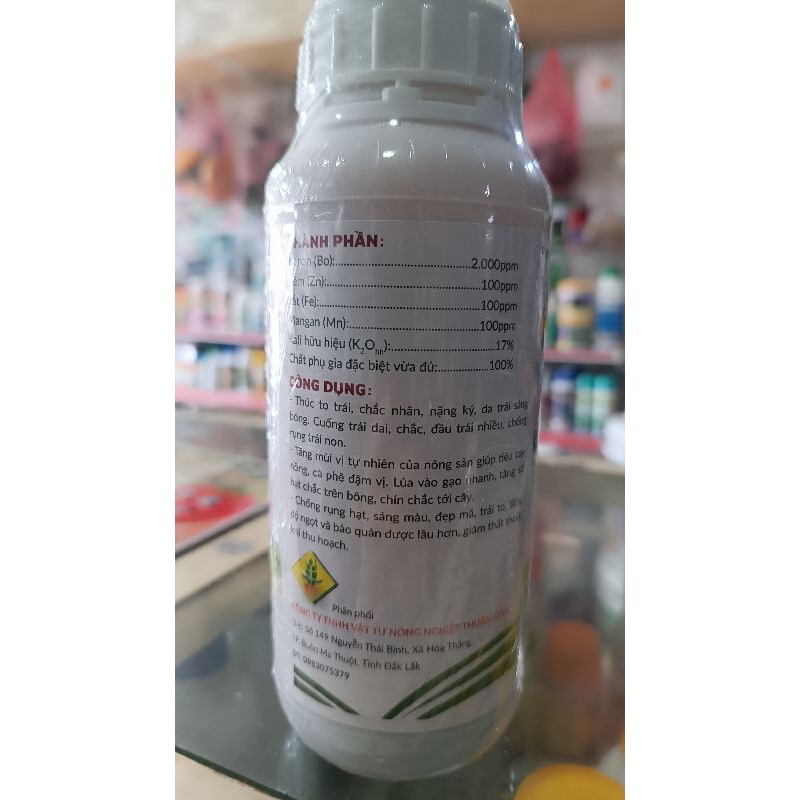 HÀNH PHẦN:
ron (Bo):.......................................2.000ppm
m (Zn):.............................................100ppm
t (Fe):................................................100ppm
Mangan (Mn):.....................................100ppm
Kali hữu hiệu (K₂Ohh):..............................17%
Chất phụ gia đặc biệt vừa đủ:................100%
CÔNG DỤNG:
- Thúc to trái, chắc nhân, nặng ký, da trái sáng
bóng. Cuống trái dai, chắc, đậu trái nhiều, chống
rụng trái non.
- Tăng mùi vị tự nhiên của nông sản giúp tiêu cay
nồng, cà phê đậm vị. Lúa vào gạo nhanh, tăng số
hạt chắc trên bông, chín chắc tới cậy.
- Chống rụng hạt, sáng màu, đẹp mã, trái to, tăng
độ ngọt và bảo quản được lâu hơn, giảm thất thoát
khi thu hoạch.
Phân phối
CÔNG TY TNHH VẬT TƯ NÔNG NGHIỆP THUẬN
Đ/c: Số 149 Nguyễn Thái Bình, Xã Hòa Thắng,
TP. Buôn Ma Thuột, Tỉnh Đắk Lắk
ĐT: 0983075379